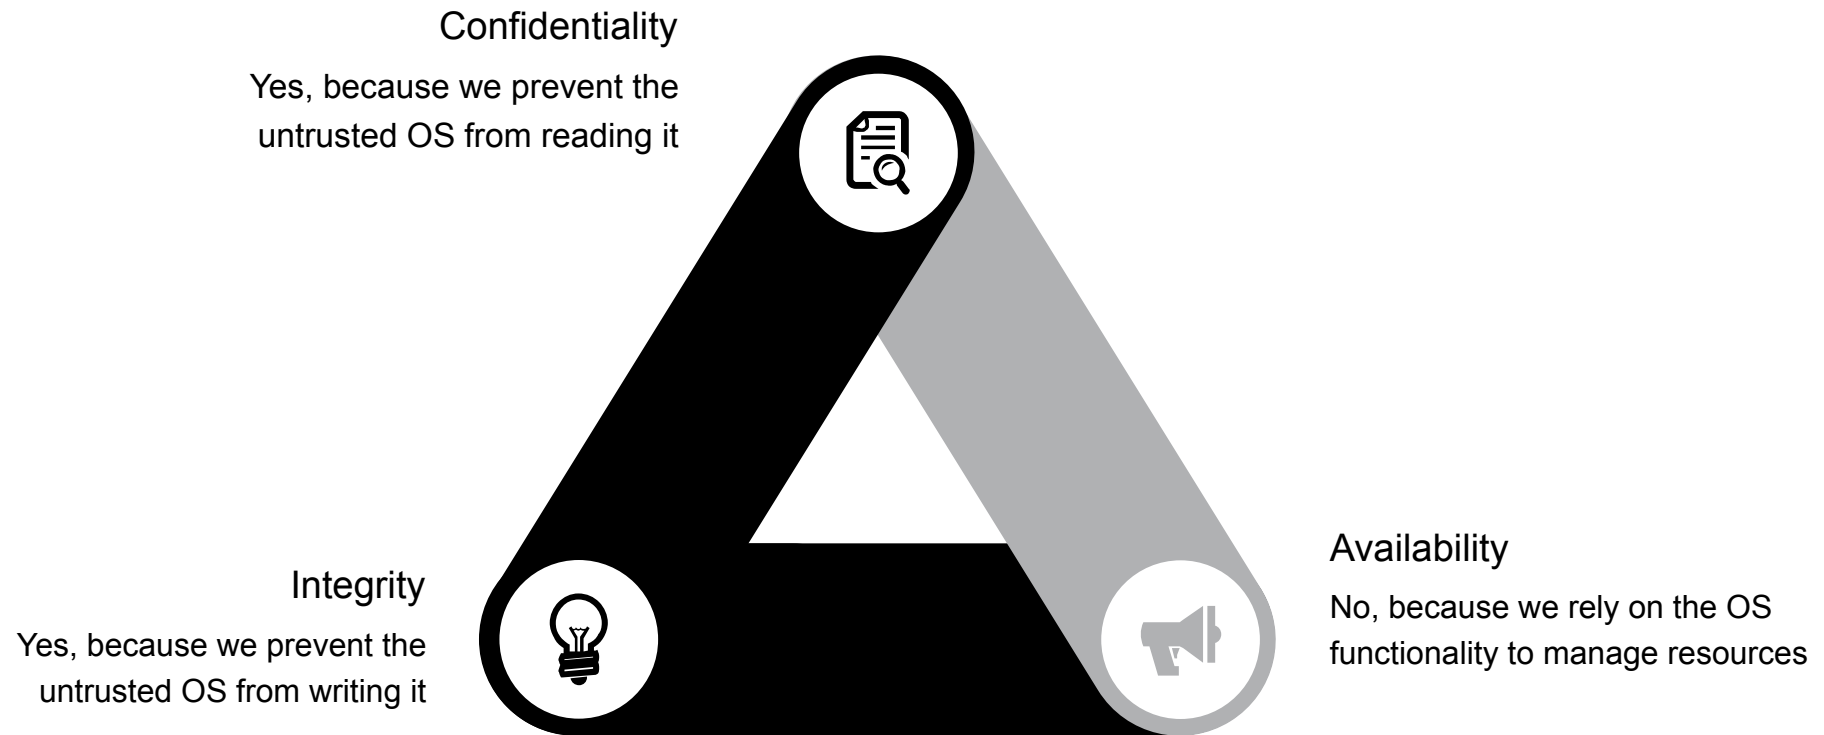 Confidentiality
Yes, because we prevent the
untrusted OS from reading it
Integrity
Yes, because we prevent the
untrusted OS from writing it
Availability
No, because we rely on the OS
functionality to manage resources